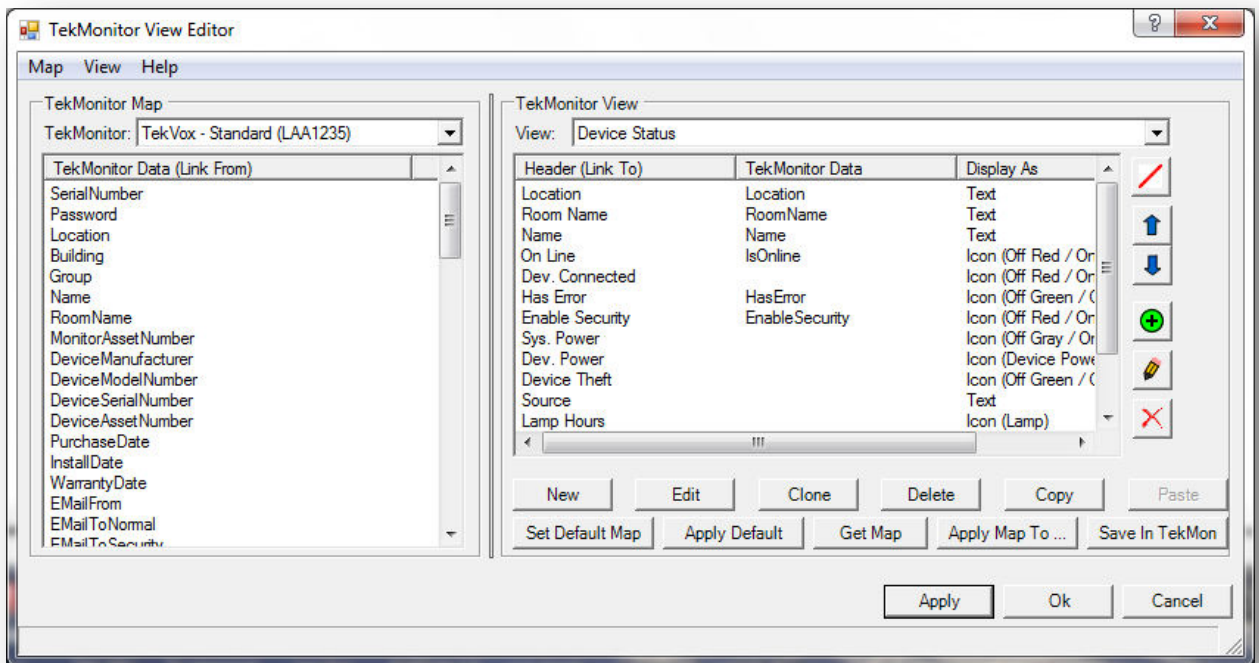 TekMonitor View Editor
Map View Help
TekMonitor Map
TekMonitor: TekVox - Standard (LAA1235)
TekMonitor Data (Link From)
SerialNumber
Password
Location
Building
Group
Name
RoomName
MonitorAssetNumber
DeviceManufacturer
DeviceModelNumber
DeviceSerialNumber
DeviceAssetNumber
PurchaseDate
InstallDate
WarrantyDate
EMailFrom
EMailToNormal
EMailToSecurity
TekMonitor View
View: Device Status
Header (Link To) TekMonitor Data Display As
Location Location Text
Room Name RoomName Text
Name Name Text
On Line IsOnline Icon (Off Red / On
Dev. Connected Icon (Off Red / On
Has Error HasError Icon (Off Green / O
Enable Security EnableSecurity Icon (Off Red / On
Sys. Power Icon (Off Gray / On
Dev. Power Icon (Device Powe
Device Theft Icon (Off Green / O
Source Text
Lamp Hours Icon (Lamp)
New Edit Clone Delete Copy Paste
Set Default Map Apply Default Get Map Apply Map To ... Save In TekMon
Apply Ok Cancel